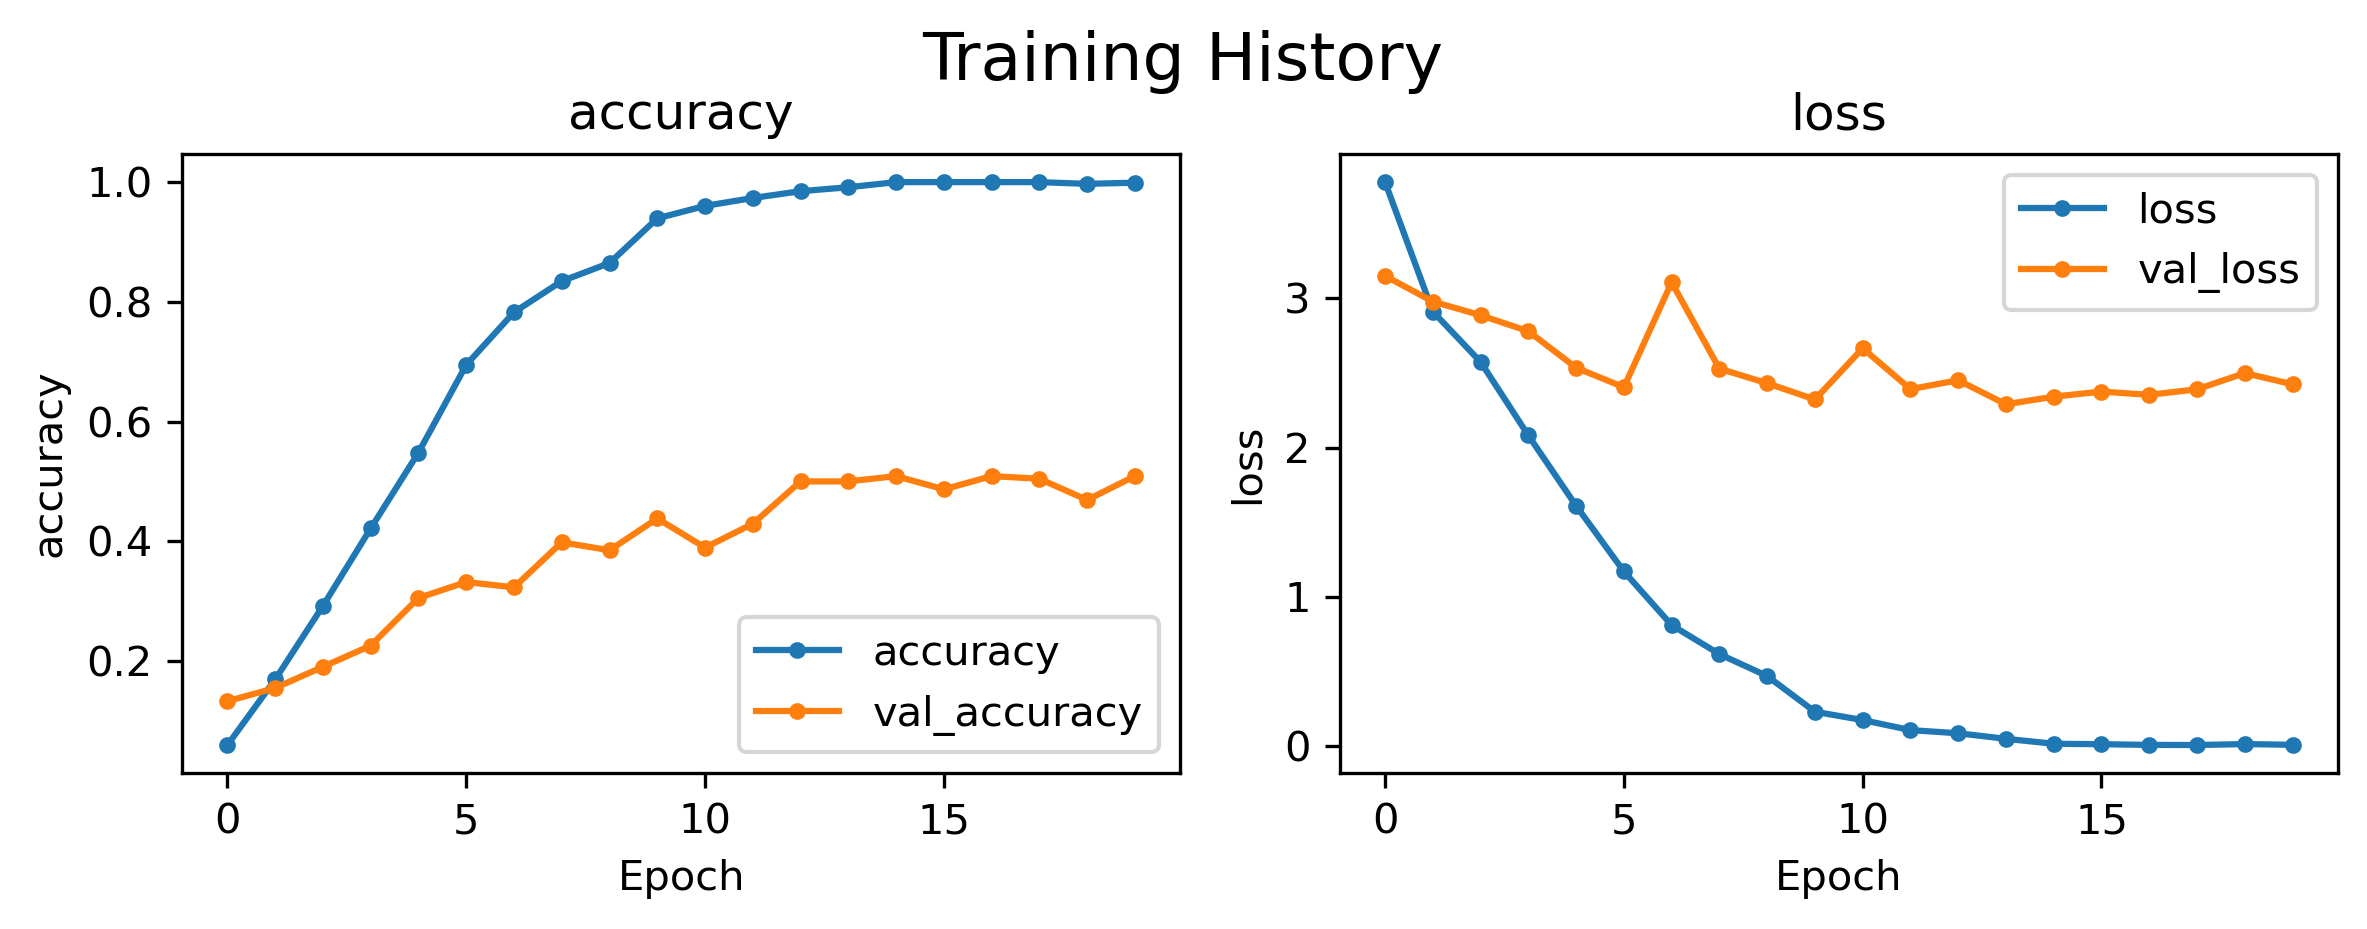 Training History
accuracy
1.0
0.8
0.6
0.4
0.2
accuracy
accuracy
val_accuracy
0 5 10 15
Epoch
loss
3
2
1
0
loss
loss
val_loss
0 5 10 15
Epoch